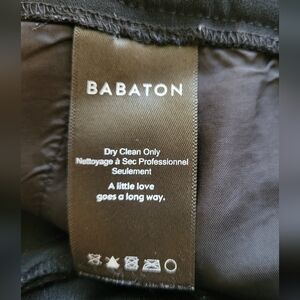 BABATON
Dry Clean Only
Nettoyage à Sec Professionnel
Seulement
A little love
goes a long way.